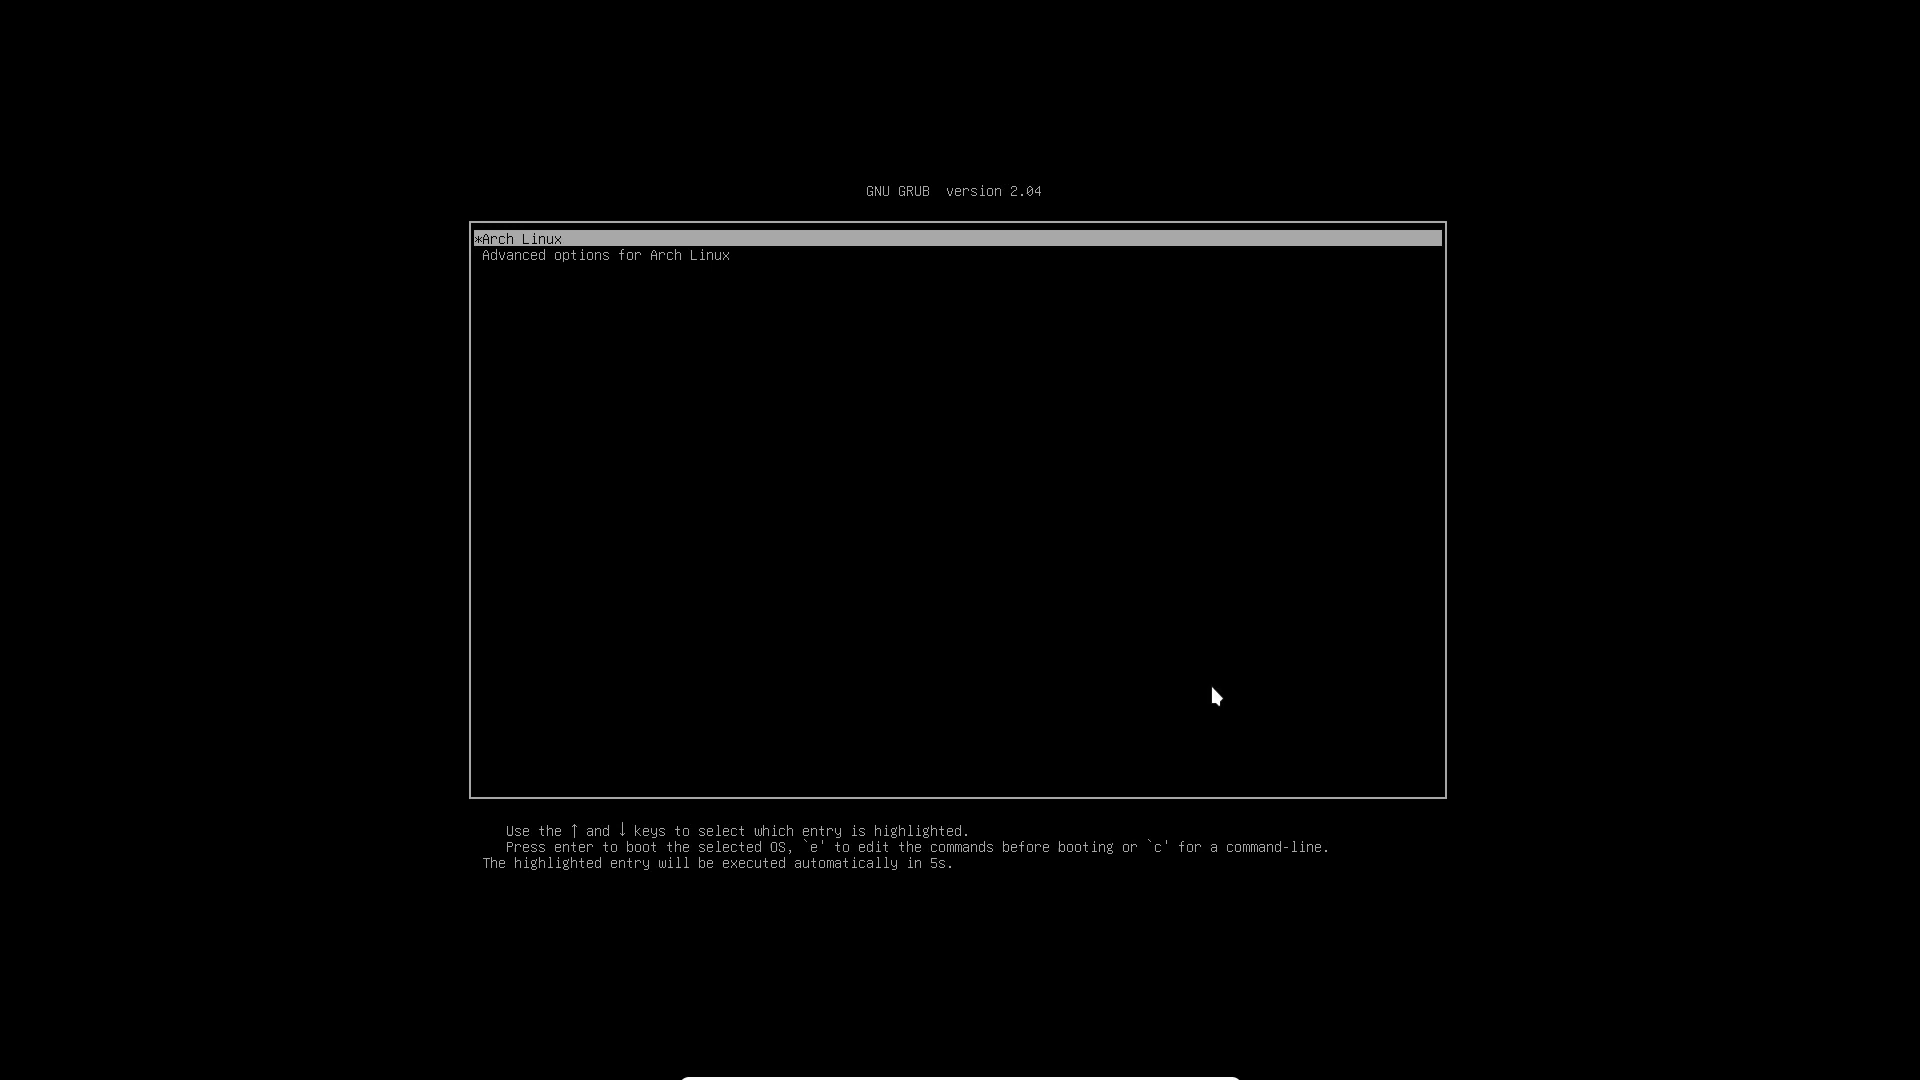 GNU GRUB  version 2.04
*Arch Linux
Advanced options for Arch Linux
Use the ↑ and ↓ keys to select which entry is highlighted.
Press enter to boot the selected OS, `e' to edit the commands before booting or `c' for a command-line.
The highlighted entry will be executed automatically in 5s.